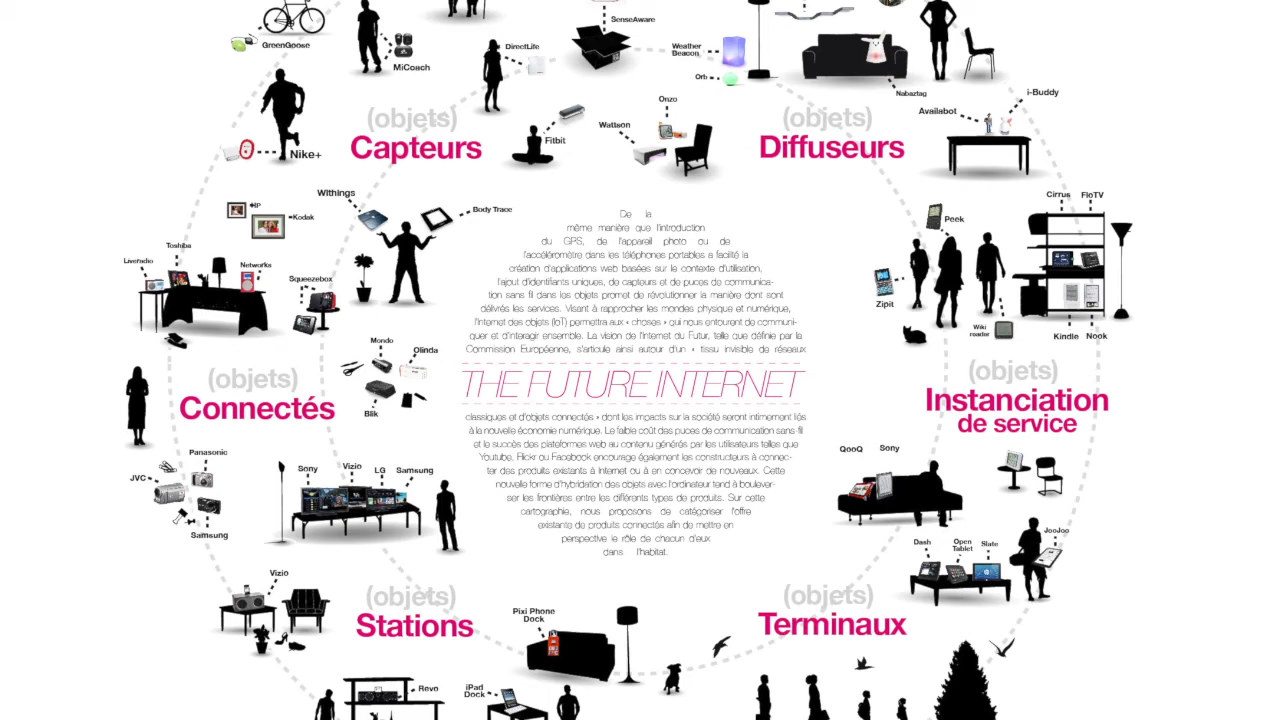 SenseAware
GreenGoose
MiCoach
DirectLife
Weather
Beacon
Orb
Nabaztag
i-Buddy
Availabot
Onzo
Wattson
Fitbit
Nike+
(objets)
Capteurs
(objets)
Diffuseurs
Withings
Body Trace
HP
Kodak
Toshiba
Liveradio
Networks
Squeezebox
Cirrus
FloTV
Peek
Zipit
Wiki
reader
Kindle
Nook
De la
même manière que l'introduction
du GPS, de l'appareil photo ou de
l'accéléromètre dans les téléphones portables a facilité la
création d'applications web basées sur le contexte d'utilisation,
l'ajout d'identifiants uniques, de capteurs et de puces de communica-
tion sans fil dans les objets promet de révolutionner la manière dont sont
délivrés les services. Visant à rapprocher les mondes physique et numérique,
l'Internet des objets (IoT) permettra aux « choses » qui nous entourent de communi-
quer et d'interagir ensemble. La vision de l'Internet du Futur, telle que définie par la
Commission Européenne, s'articule ainsi autour d'un « tissu invisible de réseaux
THE FUTURE INTERNET
classiques et d'objets connectés » dont les impacts sur la société seront intimement liés
à la nouvelle économie numérique. Le faible coût des puces de communication sans-fil
et le succès des plateformes web au contenu générés par les utilisateurs telles que
Youtube, Flickr ou Facebook encourage également les constructeurs à connec-
ter des produits existants à Internet ou à en concevoir de nouveaux. Cette
nouvelle forme d'hybridation des objets avec l'ordinateur tend à boulever-
ser les frontières entre les différents types de produits. Sur cette
cartographie, nous proposons de catégoriser l'offre
existante de produits connectés afin de mettre en
perspective le rôle de chacun d'eux
dans l'habitat.
Mondo
Olinda
Blik
(objets)
Connectés
(objets)
Instanciation
de service
Panasonic
JVC
Samsung
Sony
Vizio
LG
Samsung
QooQ
Sony
JooJoo
Dash
Open
Tablet
Slate
Vizio
(objets)
Stations
Pixi Phone
Dock
(objets)
Terminaux
Revo
iPad
Dock